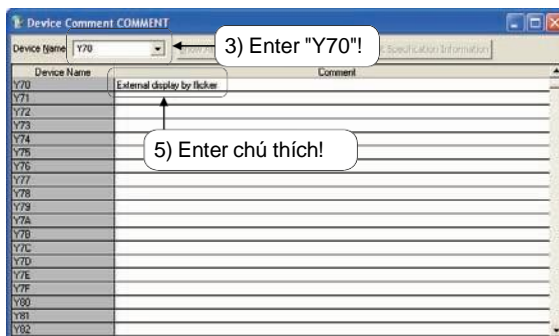 Device Comment COMMENT
Device Name Y70
3) Enter "Y70"!
Specification Information
Device Name Comment
Y70 External display by flicker
Y71
Y72
Y73
Y74
5) Enter chú thích!
Y75
Y76
Y77
Y78
Y79
Y7A
Y7B
Y7C
Y7D
Y7E
Y7F
Y80
Y81
Y82